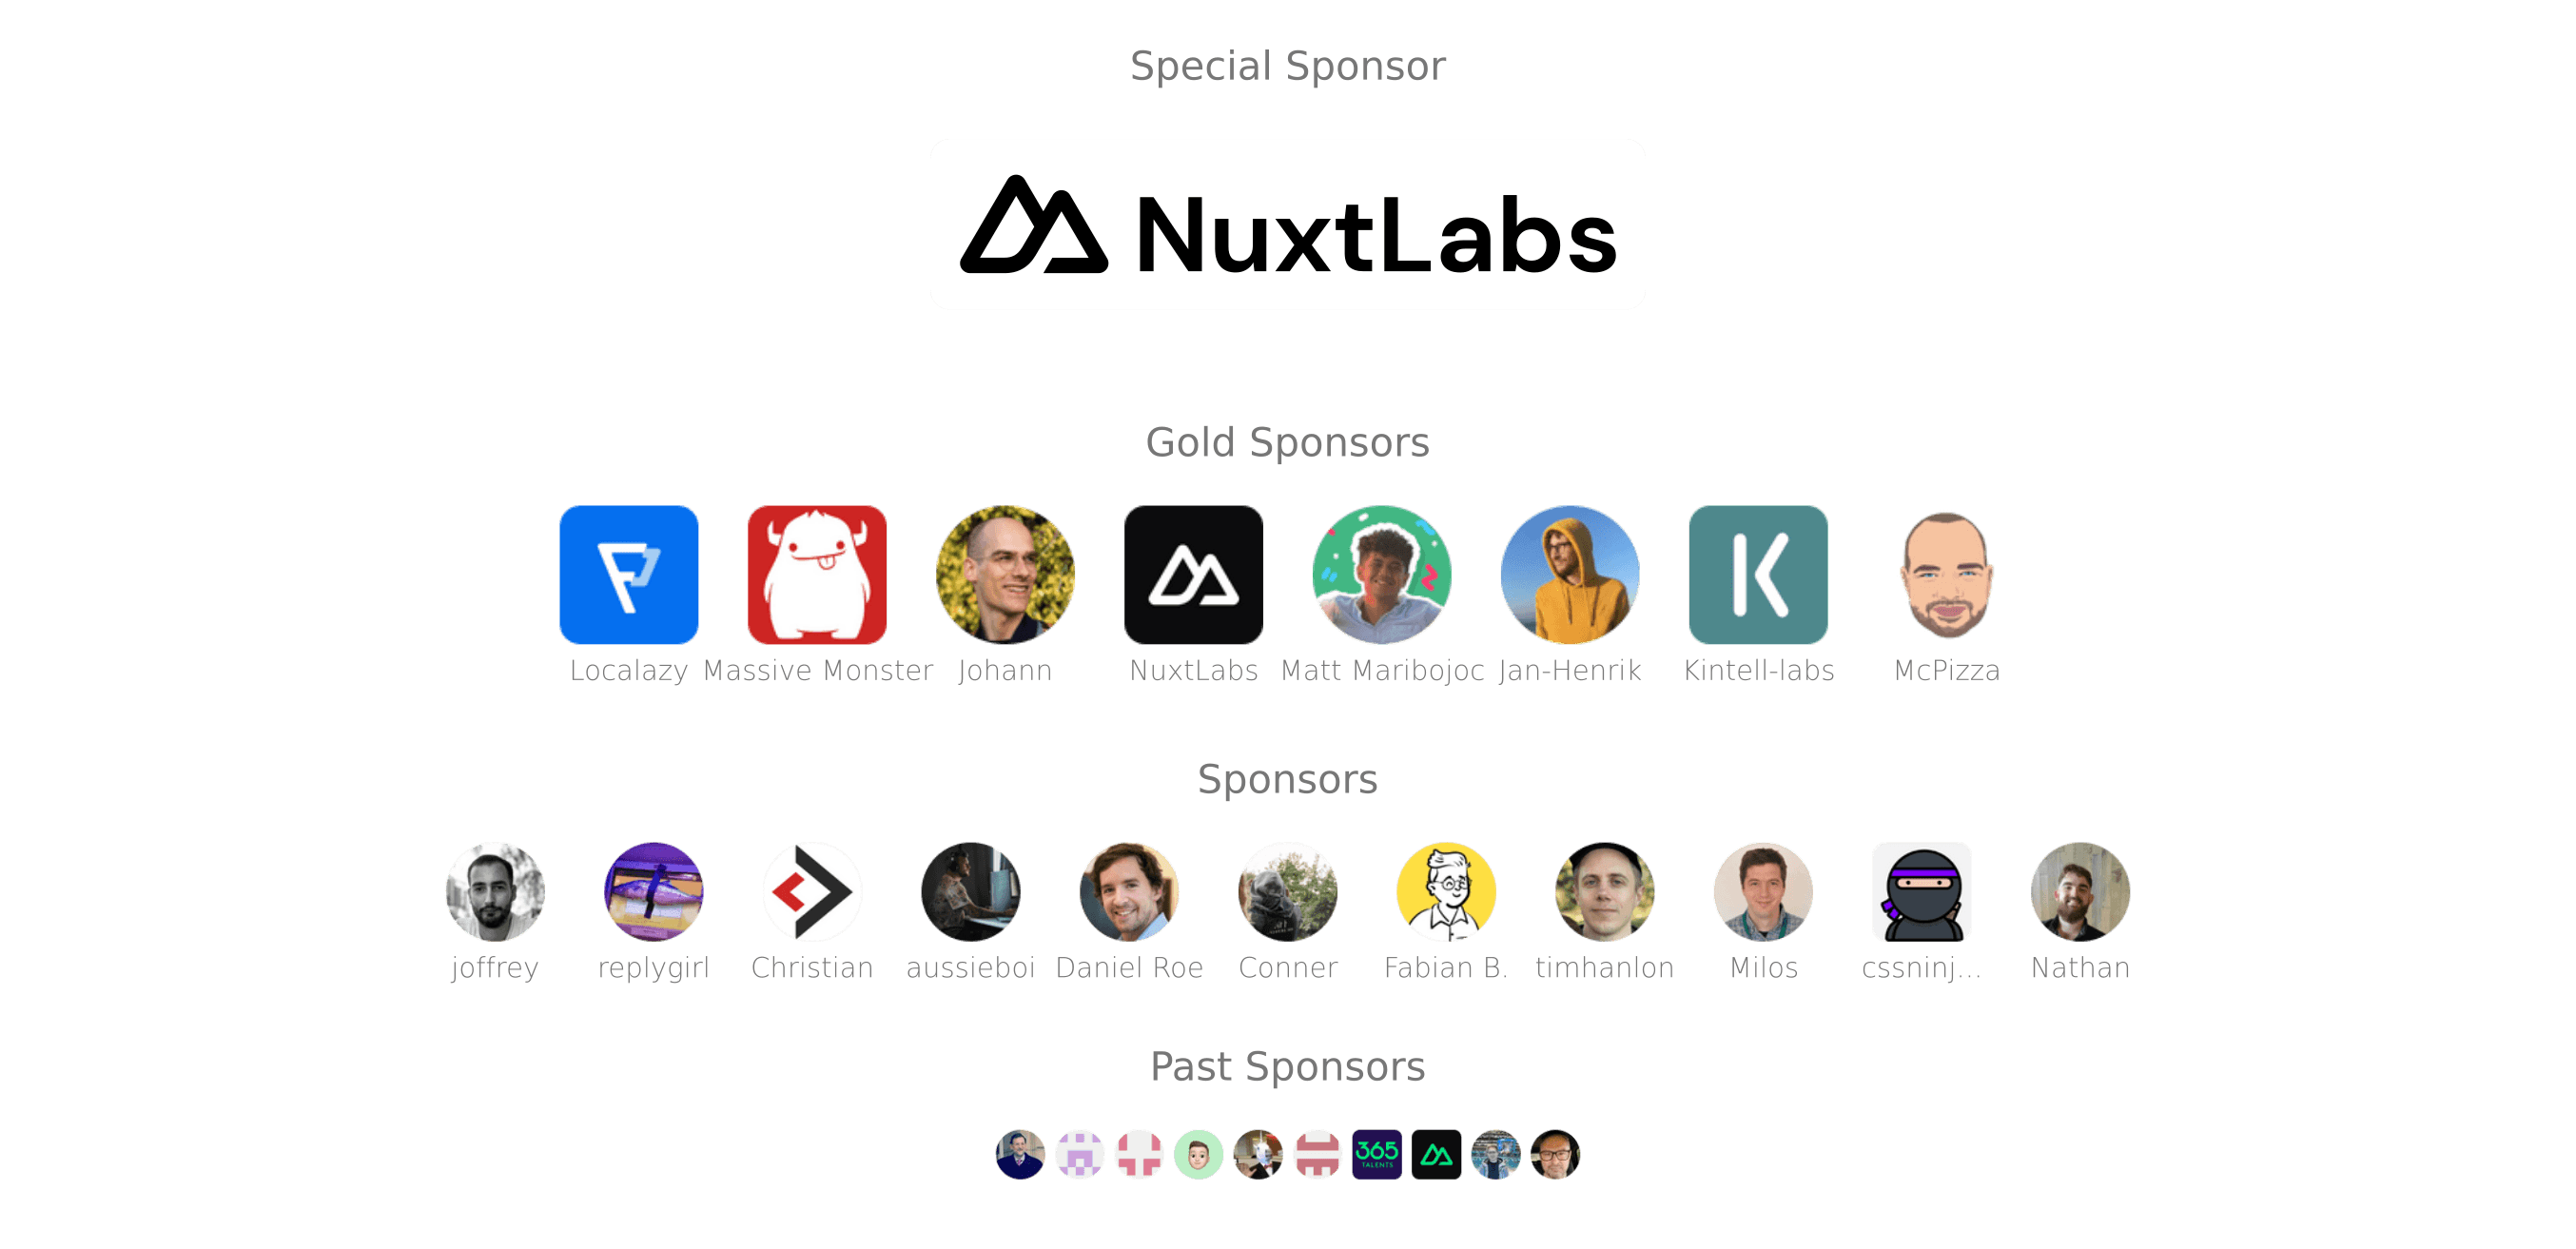 Special Sponsor
NuxtLabs
Gold Sponsors
Localazy Massive Monster Johann NuxtLabs Matt Maribojoc Jan-Henrik Kintell-labs McPizza
Sponsors
joffrey replygirl Christian aussieboi Daniel Roe Conner Fabian B. timhanlon Milos cssninj... Nathan
Past Sponsors
365
TALENTS